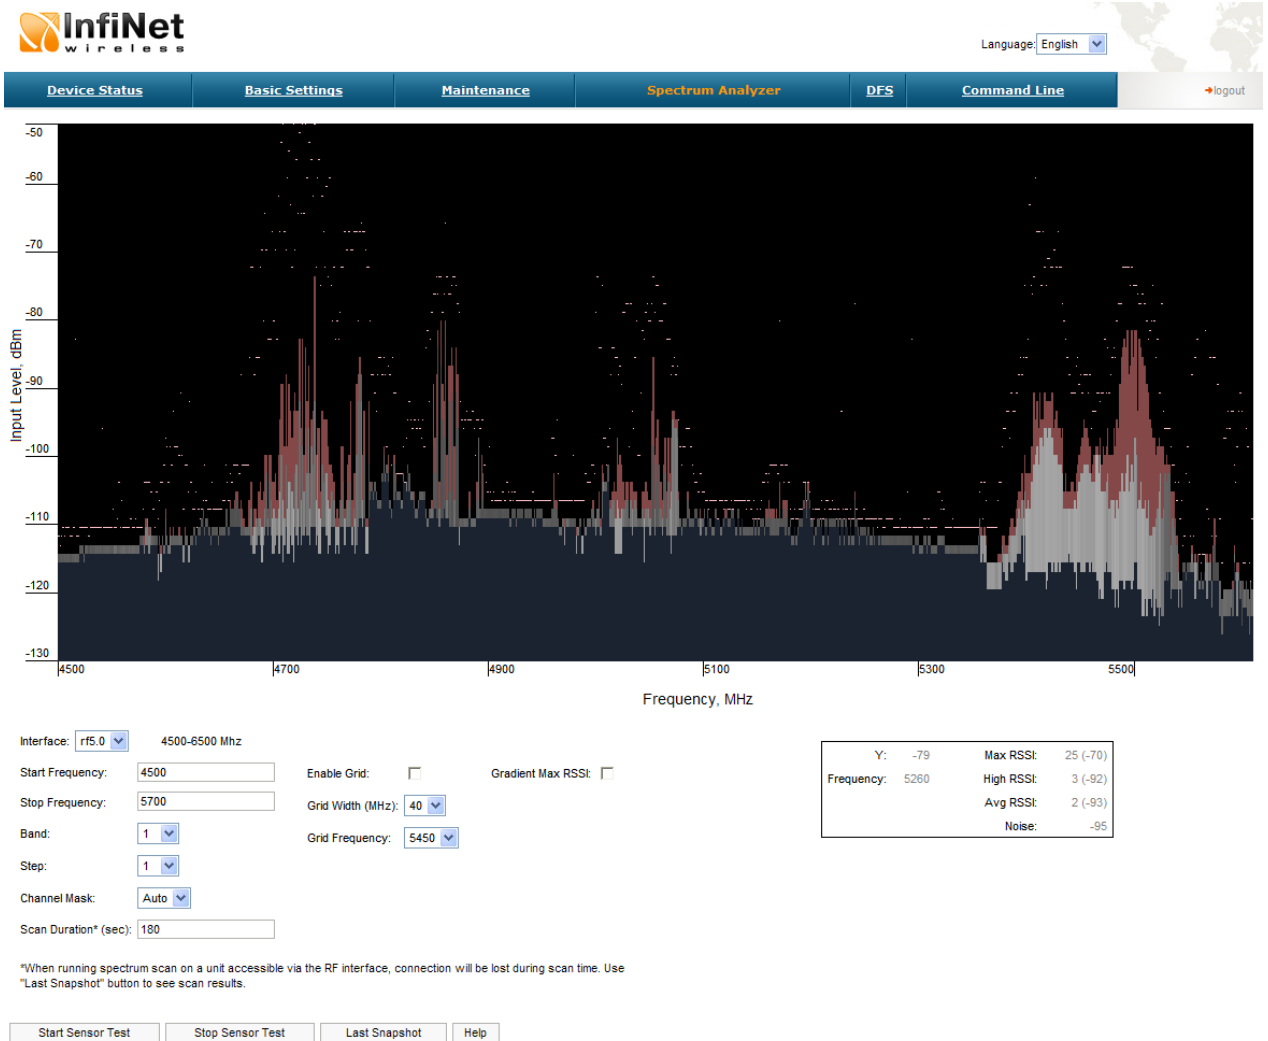 InfiNet
wireless
Language: English
Device Status Basic Settings Maintenance Spectrum Analyzer DFS Command Line logout
-50
-60
-70
-80
-90
-100
-110
-120
-130
Input Level, dBm
4500 4700 4900 5100 5300 5500
Frequency, MHz
Interface: rf5.0 4500-6500 Mhz
Start Frequency: 4500 Enable Grid: Gradient Max RSSI:
Stop Frequency: 5700 Grid Width (MHz): 40
Band: 1 Grid Frequency: 5450
Step: 1
Channel Mask: Auto
Scan Duration* (sec): 180
Y: -79 Max RSSI: 25 (-70)
Frequency: 5260 High RSSI: 3 (-92)
Avg RSSI: 2 (-93)
Noise: -95
*When running spectrum scan on a unit accessible via the RF interface, connection will be lost during scan time. Use
"Last Snapshot" button to see scan results.
Start Sensor Test Stop Sensor Test Last Snapshot Help